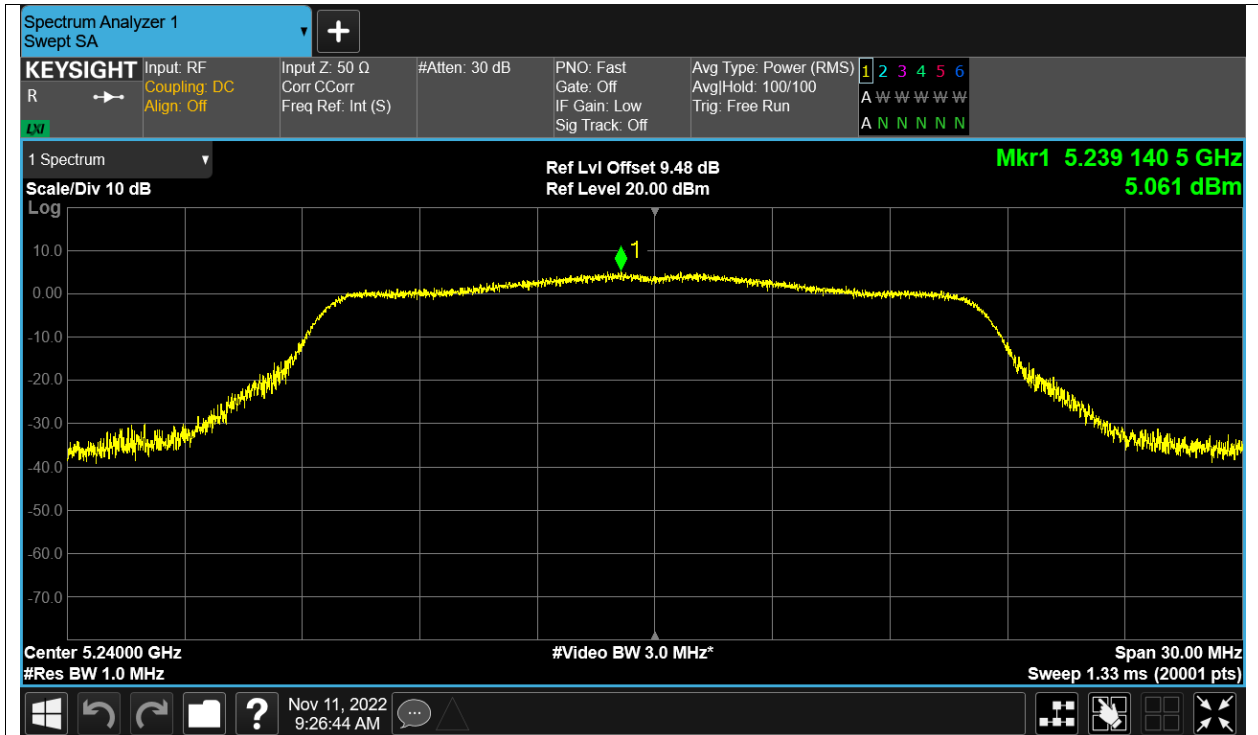 Spectrum Analyzer 1
Swept SA
+
KEYSIGHT
R
LXI
Input: RF
Coupling: DC
Align: Off
Input Z: 50 Ω
Corr CCorr
Freq Ref: Int (S)
#Atten: 30 dB
PNO: Fast
Gate: Off
IF Gain: Low
Sig Track: Off
Avg Type: Power (RMS)
Avg|Hold: 100/100
Trig: Free Run
1 2 3 4 5 6
A W W W W W
A N N N N N
1 Spectrum
Scale/Div 10 dB
Log
Ref Lvl Offset 9.48 dB
Ref Level 20.00 dBm
Mkr1 5.239 140 5 GHz
5.061 dBm
1
10.0
0.00
-10.0
-20.0
-30.0
-40.0
-50.0
-60.0
-70.0
Center 5.24000 GHz
#Res BW 1.0 MHz
#Video BW 3.0 MHz*
Span 30.00 MHz
Sweep 1.33 ms (20001 pts)
?
Nov 11, 2022
9:26:44 AM